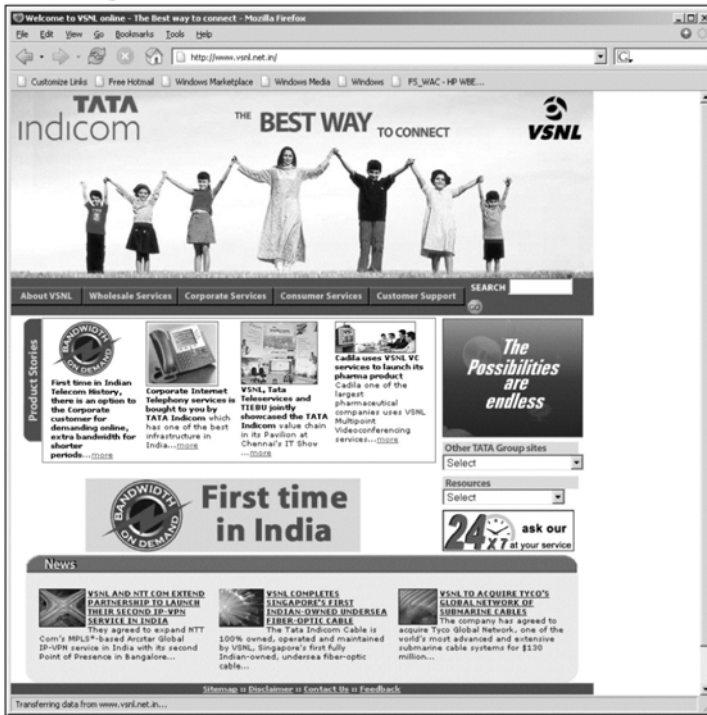 Welcome to VSNL online - The Best way to connect - Mozilla Firefox
File Edit View Go Bookmarks Tools Help
http://www.vsnl.net.in/
G,
Customize Links Free Hotmail Windows Marketplace Windows Media Windows FS_WAC - HP WBE...
TATA
indicom
THE BEST WAY TO CONNECT
VSNL
About VSNL Wholesale Services Corporate Services Consumer Services Customer Support
SEARCH
GO
Product Stories
BANDWIDTH
ON DEMAND
First time in Indian
Telecom History,
there is an option to
the Corporate
customer for
demanding online,
extra bandwidth for
shorter
periods...more
Corporate Internet
Telephony services is
bought to you by
TATA Indicom which
has one of the best
infrastructure in
India...more
VSNL, Tata
Teleservices and
TIEBU jointly
showcased the TATA
Indicom value chain
in its Pavilion at
Chennai's IT Show
...more
Cadila uses VSNL VC
services to launch its
pharma product
Cadila one of the
largest
pharmaceutical
companies uses VSNL
Multipoint
Videoconferencing
services...more
The
Possibilities
are
endless
Other TATA Group sites
Select
Resources
Select
24 X 7 ask our
at your service
BANDWIDTH
ON DEMAND
First time
in India
News
VSNL AND NTT COM EXTEND
PARTNERSHIP TO LAUNCH
THEIR SECOND IP-VPN
SERVICE IN INDIA
They agreed to expand NTT
Com's MPLS*-based Arcstar Global
IP-VPN service in India with its second
Point of Presence in Bangalore...
VSNL COMPLETES
SINGAPORE'S FIRST
INDIAN-OWNED UNDERSEA
FIBER-OPTIC CABLE
The Tata Indicom Cable is
100% owned, operated and maintained
by VSNL, Singapore's first fully
Indian-owned, undersea fiber-optic
cable...
VSNL TO ACQUIRE TYCO'S
GLOBAL NETWORK OF
SUBMARINE CABLES
The company has agreed to
acquire Tyco Global Network, one of the
world's most advanced and extensive
submarine cable systems for $130
million...
Sitemap :: Disclaimer :: Contact Us :: Feedback
Transferring data from www.vsnl.net.in...